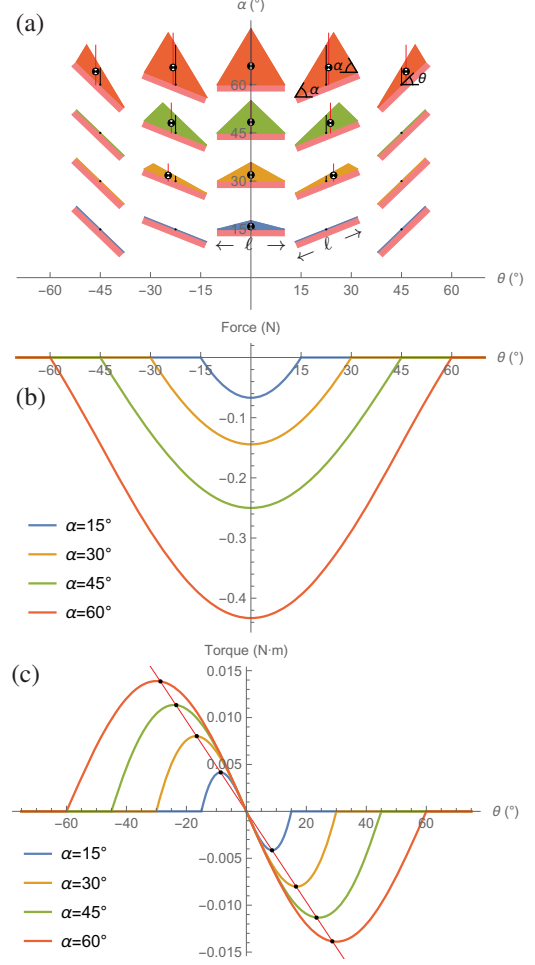 (a)
α (°)
α
θ
α
60
45
30
15
ℓ
ℓ
−60 −45 −30 −15 0 15 30 45 60
θ (°)
Force (N)
−60 −45 −30 −15 15 30 45 60
θ (°)
(b)
−0.1
−0.2
−0.3
−0.4
α=15°
α=30°
α=45°
α=60°
Torque (N·m)
(c)
0.015
0.010
0.005
−60 −40 −20 0 20 40 60
θ (°)
−0.005
−0.010
−0.015
α=15°
α=30°
α=45°
α=60°